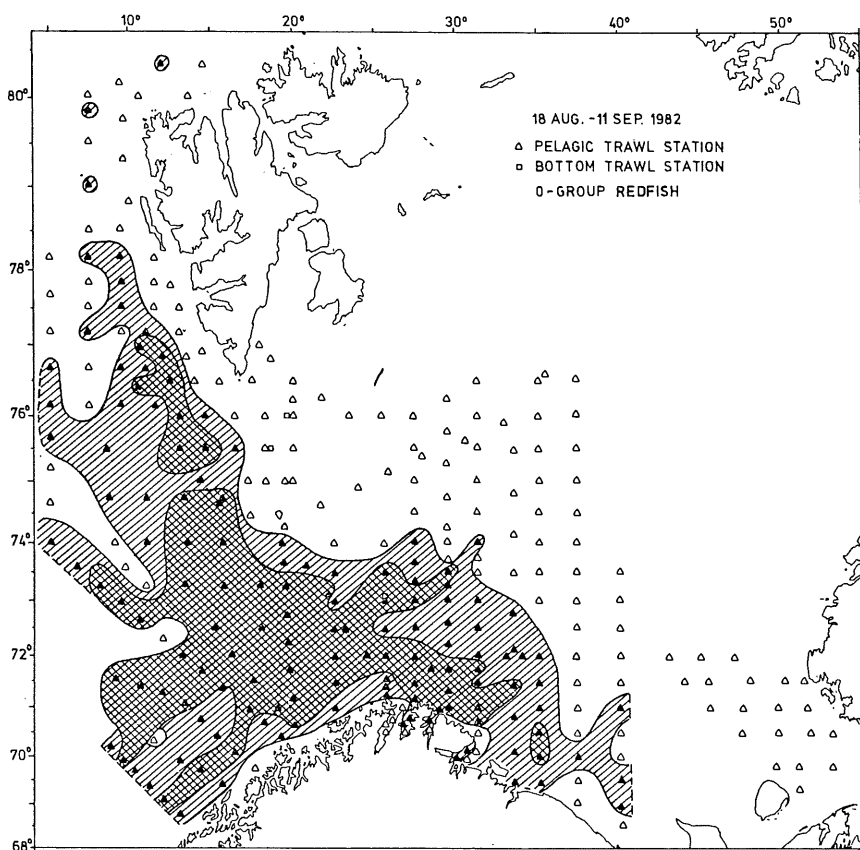 10° 20° 30° 40° 50°
80°
18 AUG. -11 SEP. 1982
PELAGIC TRAWL STATION
BOTTOM TRAWL STATION
0-GROUP REDFISH
78°
76°
74°
72°
70°
68°